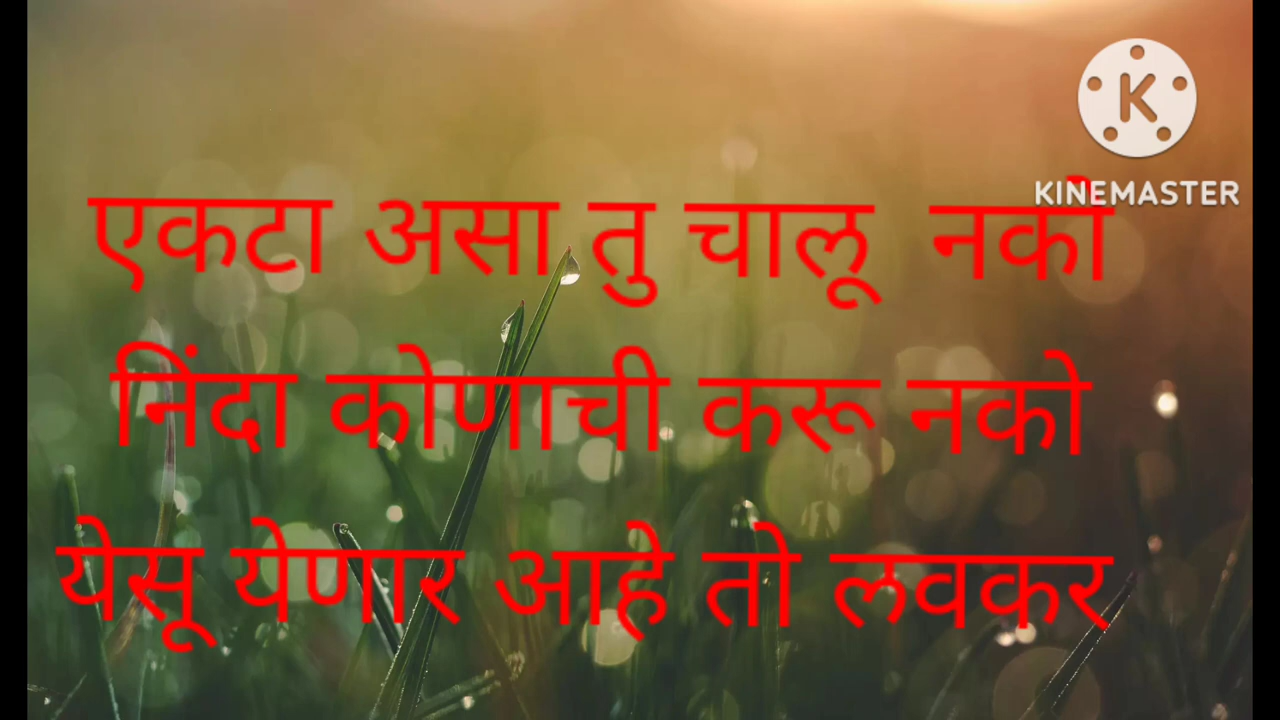 KINEMASTER
एकटा असा तु चालू नको
निंदा कोणाची करू नको
येसू येणार आहे तो लवकर